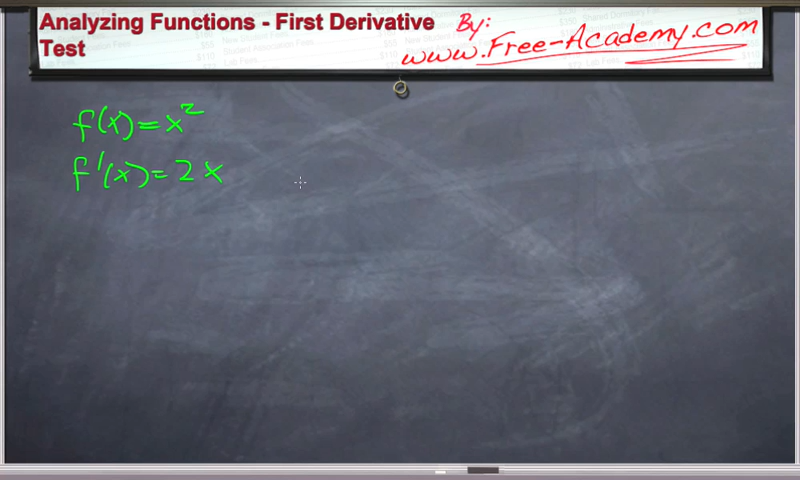 Analyzing Functions - First Derivative
Test
By:
www.Free-Academy.com
f(x)=x²
f'(x)=2x